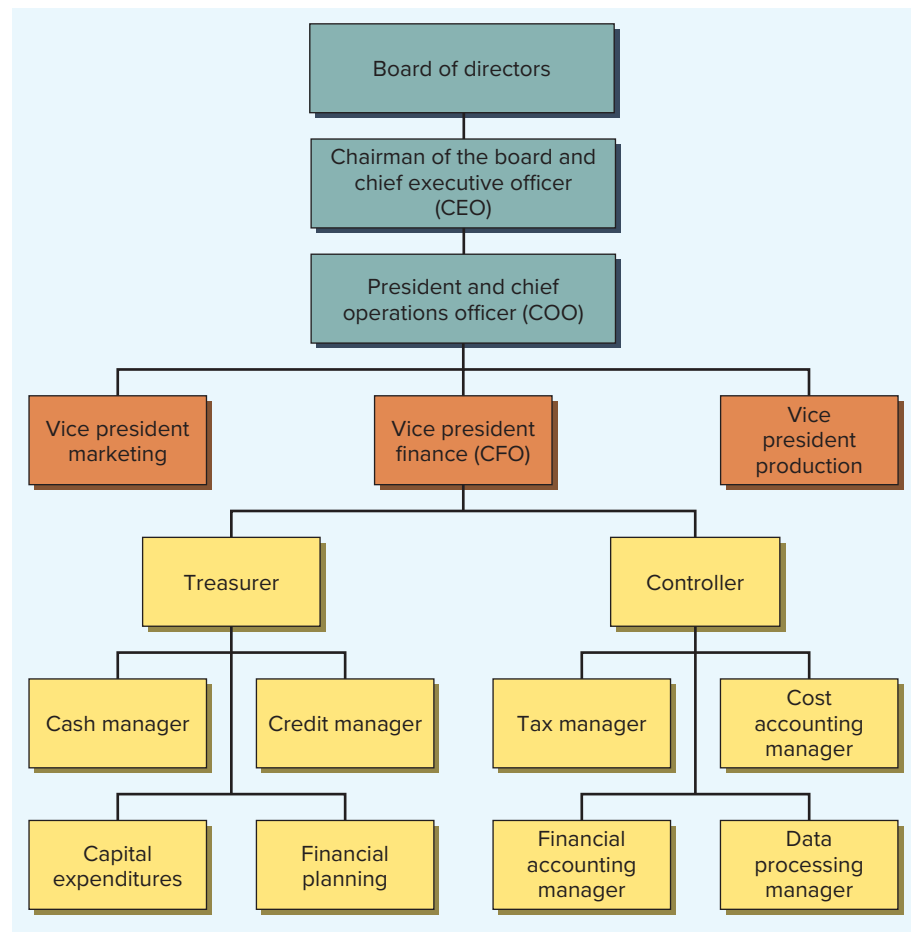 Board of directors
Chairman of the board and
chief executive officer
(CEO)
President and chief
operations officer (COO)
Vice president
marketing
Vice president
finance (CFO)
Vice
president
production
Treasurer
Controller
Cash manager
Credit manager
Tax manager
Cost
accounting
manager
Capital
expenditures
Financial
planning
Financial
accounting
manager
Data
processing
manager